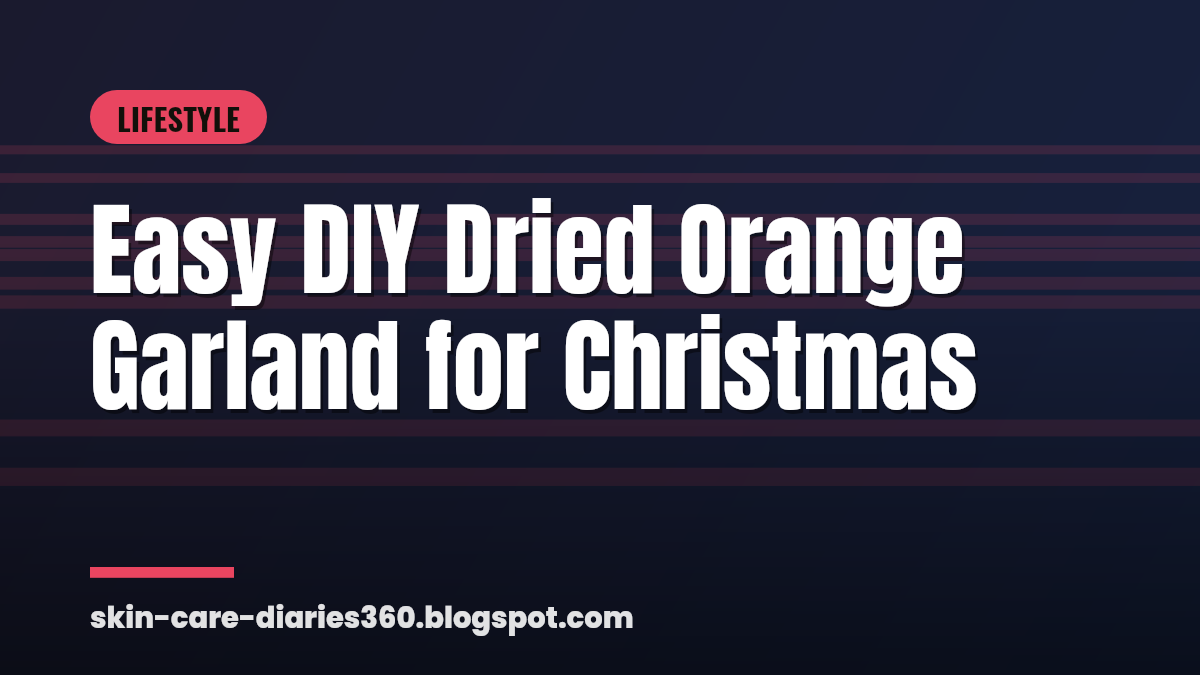 LIFESTYLE
Easy DIY Dried Orange
Garland for Christmas
skin-care-diaries360.blogspot.com